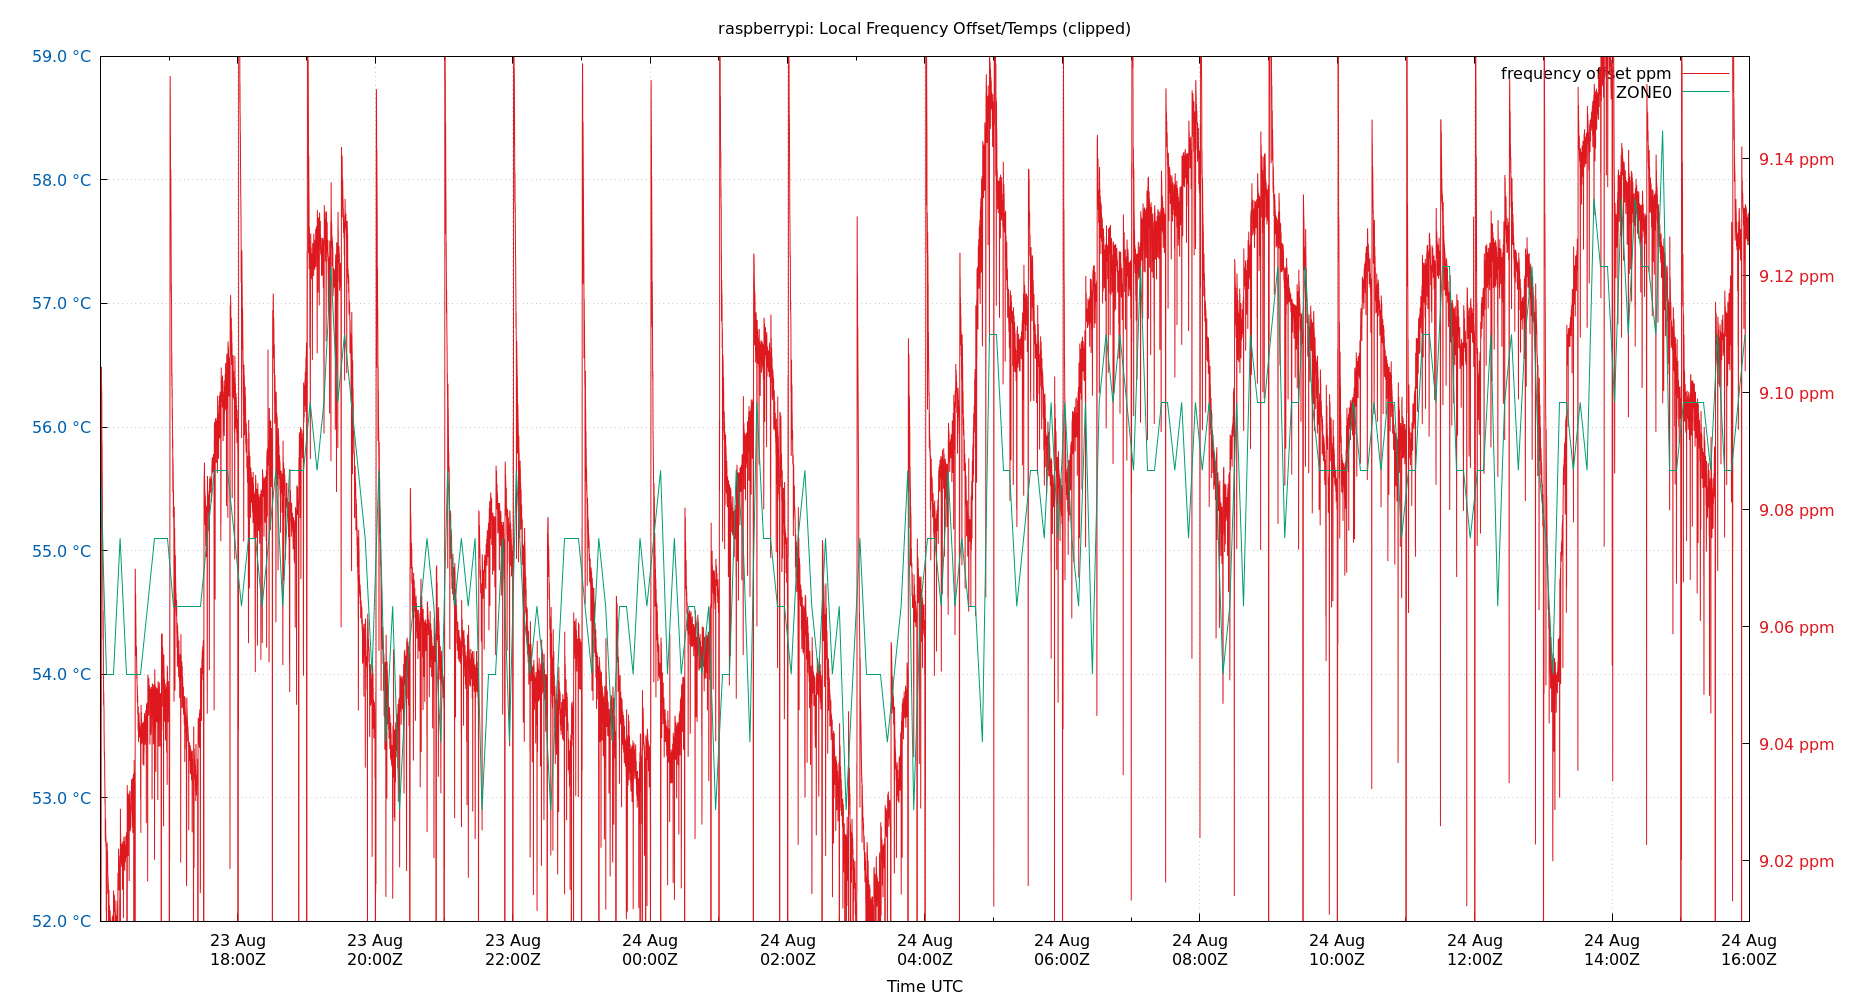 raspberrypi: Local Frequency Offset/Temps (clipped)
59.0 °C
58.0 °C
57.0 °C
56.0 °C
55.0 °C
54.0 °C
53.0 °C
52.0 °C
frequency offset ppm
ZONE0
9.14 ppm
9.12 ppm
9.10 ppm
9.08 ppm
9.06 ppm
9.04 ppm
9.02 ppm
23 Aug 23 Aug 23 Aug 24 Aug 24 Aug 24 Aug 24 Aug 24 Aug 24 Aug 24 Aug 24 Aug 24 Aug
18:00Z 20:00Z 22:00Z 00:00Z 02:00Z 04:00Z 06:00Z 08:00Z 10:00Z 12:00Z 14:00Z 16:00Z
Time UTC